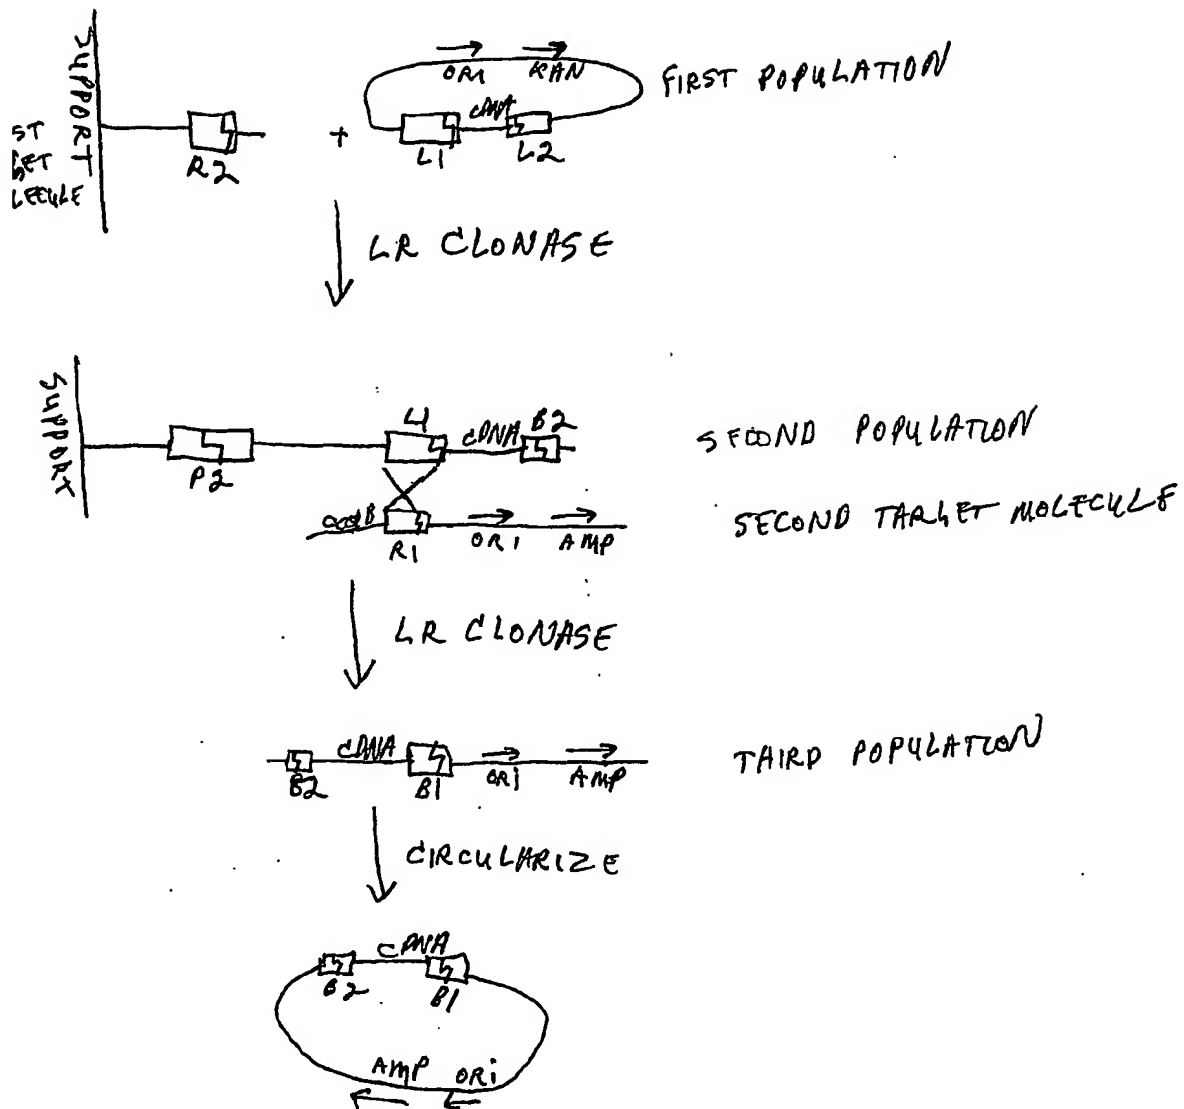 SUPPORT
ORI KAN
FIRST POPULATION
cDNA
L1 L2
+
R2
ST
GET
LECULE
LR CLONASE
SUPPORT
L1 cDNA B2
P2
SECOND POPULATION
SECOND TARGET MOLECULE
ccdB
R1 ORi AMP
LR CLONASE
cDNA
B2 B1 ORi AMP
THIRD POPULATION
CIRCULARIZE
cDNA
B2 B1
AMP ORi